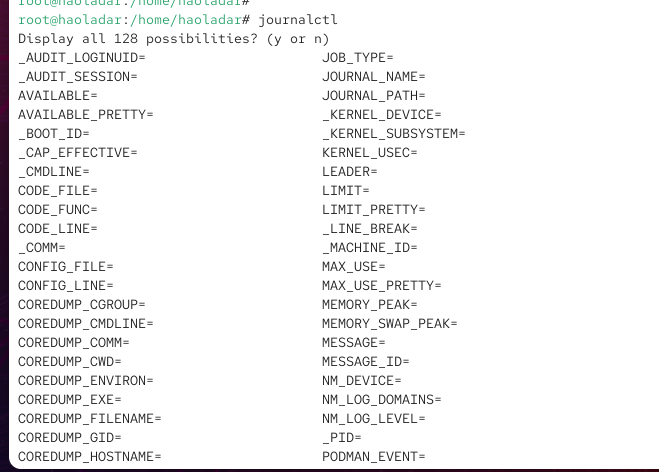 root@haoladar:/home/haoladar#
root@haoladar:/home/haoladar# journalctl
Display all 128 possibilities? (y or n)
_AUDIT_LOGINUID= JOB_TYPE=
_AUDIT_SESSION= JOURNAL_NAME=
AVAILABLE= JOURNAL_PATH=
AVAILABLE_PRETTY= _KERNEL_DEVICE=
_BOOT_ID= _KERNEL_SUBSYSTEM=
_CAP_EFFECTIVE= KERNEL_USEC=
_CMDLINE= LEADER=
CODE_FILE= LIMIT=
CODE_FUNC= LIMIT_PRETTY=
CODE_LINE= _LINE_BREAK=
_COMM= _MACHINE_ID=
CONFIG_FILE= MAX_USE=
CONFIG_LINE= MAX_USE_PRETTY=
COREDUMP_CGROUP= MEMORY_PEAK=
COREDUMP_CMDLINE= MEMORY_SWAP_PEAK=
COREDUMP_COMM= MESSAGE=
COREDUMP_CWD= MESSAGE_ID=
COREDUMP_ENVIRON= NM_DEVICE=
COREDUMP_EXE= NM_LOG_DOMAINS=
COREDUMP_FILENAME= NM_LOG_LEVEL=
COREDUMP_GID= _PID=
COREDUMP_HOSTNAME= PODMAN_EVENT=